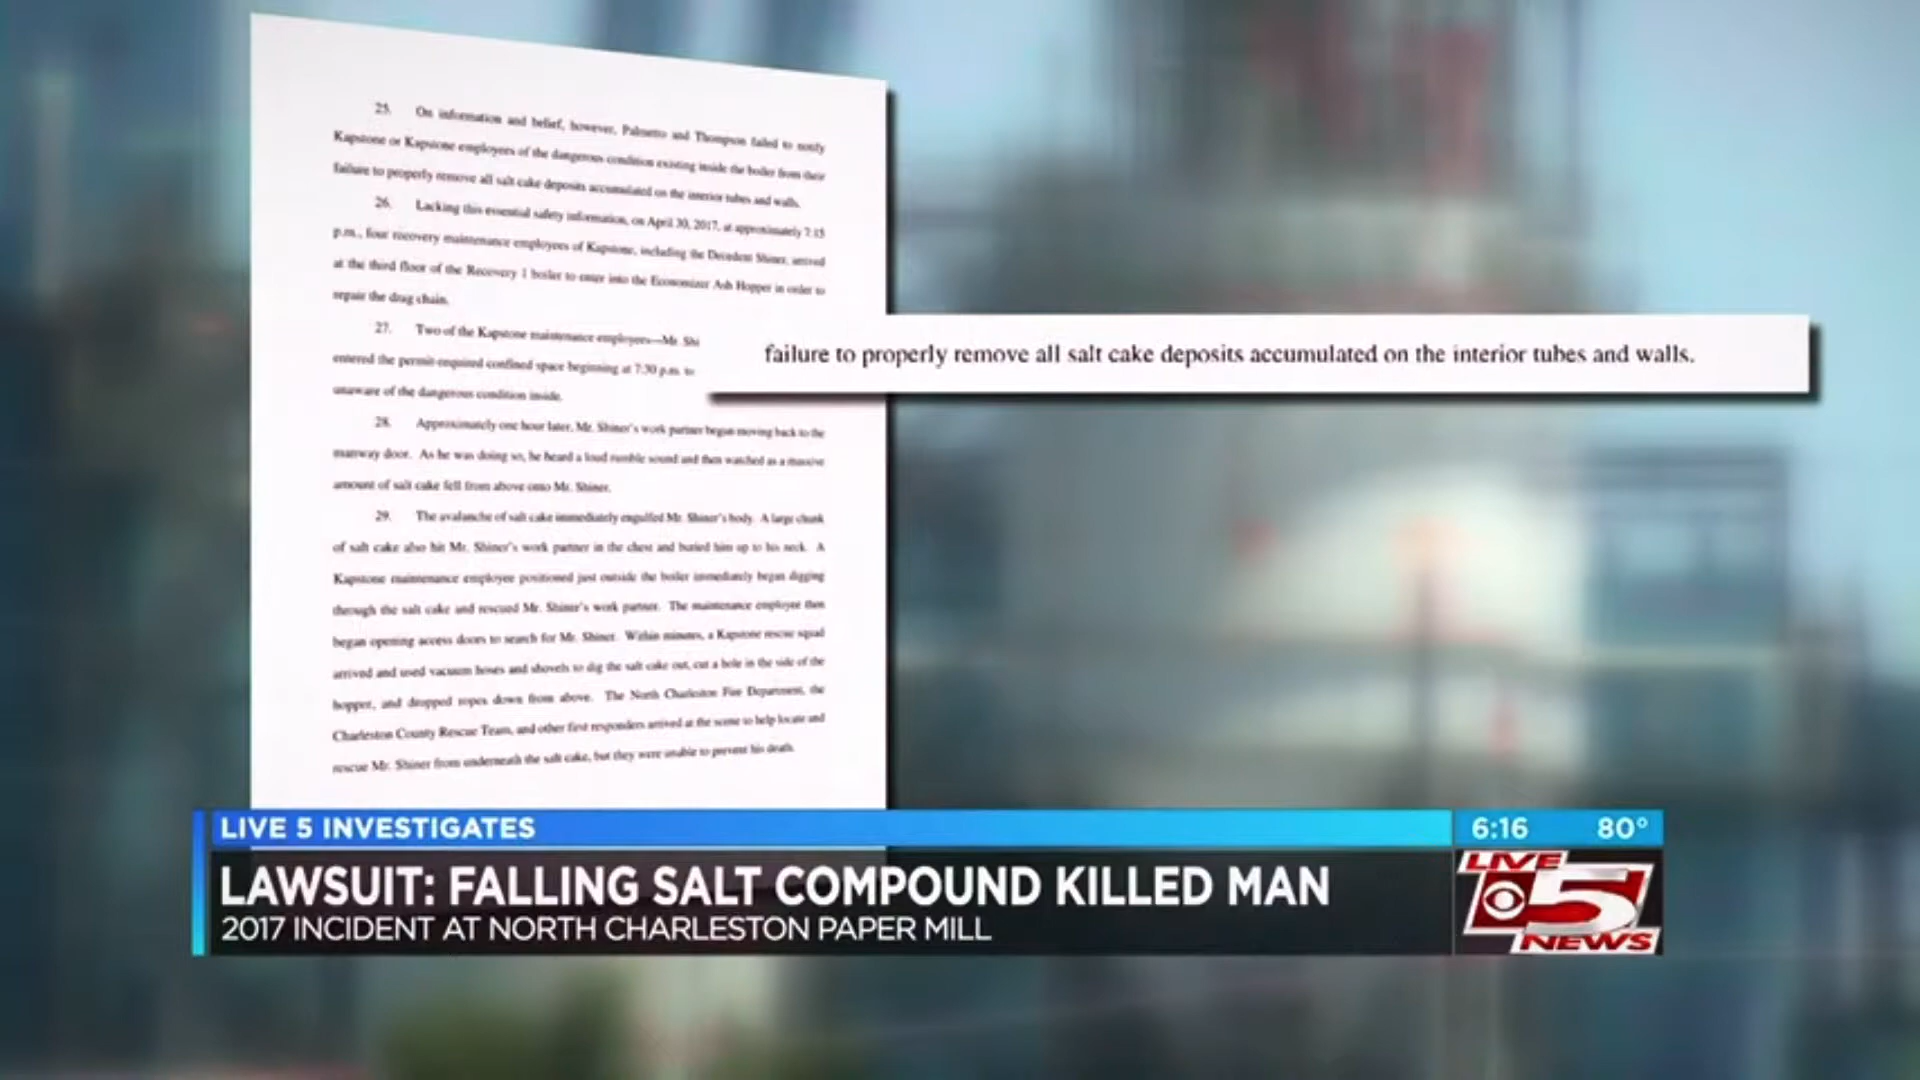 25. On information and belief, however, Palmetto and Thompson failed to notify
Kapstone or Kapstone employees of the dangerous condition existing inside the boiler from their
failure to properly remove all salt cake deposits accumulated on the interior tubes and walls.
26. Lacking this essential safety information, on April 30, 2017, at approximately 7:15
p.m., four recovery maintenance employees of Kapstone, including the Decedent Shiner, arrived
at the third floor of the Recovery 1 boiler to enter into the Economizer Ash Hopper in order to
repair the drag chain.
27. Two of the Kapstone maintenance employees—Mr. Shi
entered the permit-required confined space beginning at 7:30 p.m. to
unaware of the dangerous condition inside.
28. Approximately one hour later, Mr. Shiner's work partner began moving back to the
manway door. As he was doing so, he heard a loud rumble sound and then watched as a massive
amount of salt cake fell from above onto Mr. Shiner.
29. The avalanche of salt cake immediately engulfed Mr. Shiner's body. A large chunk
of salt cake also hit Mr. Shiner's work partner in the chest and buried him up to his neck. A
Kapstone maintenance employee positioned just outside the boiler immediately began digging
through the salt cake and rescued Mr. Shiner's work partner. The maintenance employee then
began opening access doors to search for Mr. Shiner. Within minutes, a Kapstone rescue squad
arrived and used vacuum hoses and shovels to dig the salt cake out, cut a hole in the side of the
hopper, and dropped ropes down from above. The North Charleston Fire Department, the
Charleston County Rescue Team, and other first responders arrived at the scene to help locate and
rescue Mr. Shiner from underneath the salt cake, but they were unable to prevent his death.
failure to properly remove all salt cake deposits accumulated on the interior tubes and walls.
LIVE 5 INVESTIGATES
6:16 80°
LAWSUIT: FALLING SALT COMPOUND KILLED MAN
2017 INCIDENT AT NORTH CHARLESTON PAPER MILL
LIVE
5
NEWS